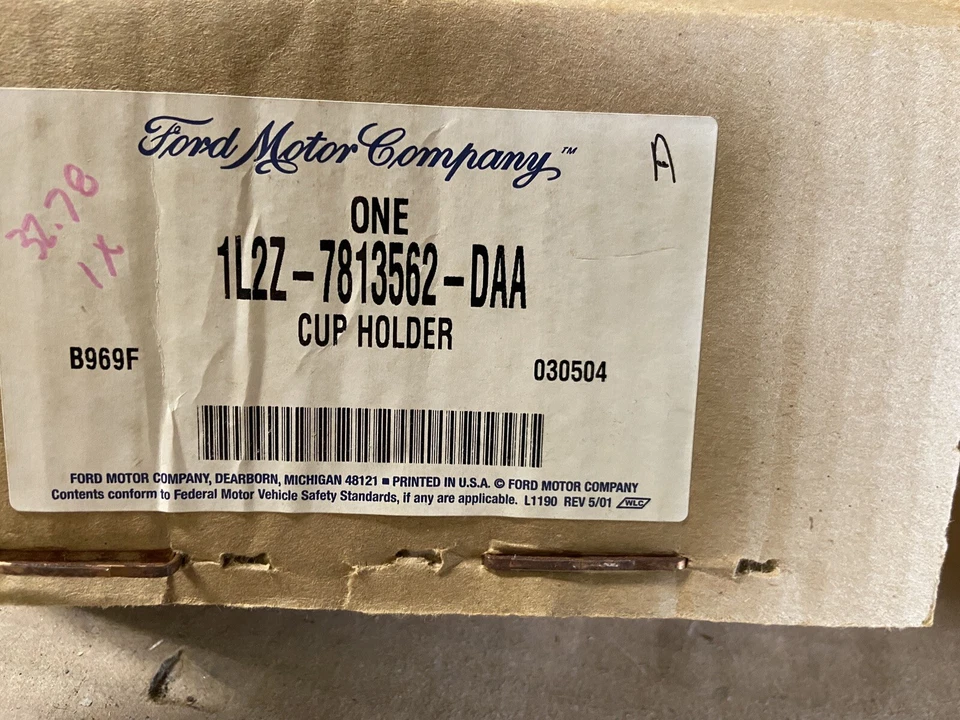 Ford Motor Company™
A
32.78
1X
ONE
1L2Z-7813562-DAA
CUP HOLDER
B969F
030504
FORD MOTOR COMPANY, DEARBORN, MICHIGAN 48121 ■ PRINTED IN U.S.A. © FORD MOTOR COMPANY
Contents conform to Federal Motor Vehicle Safety Standards, if any are applicable. L1190 REV 5/01 WLC